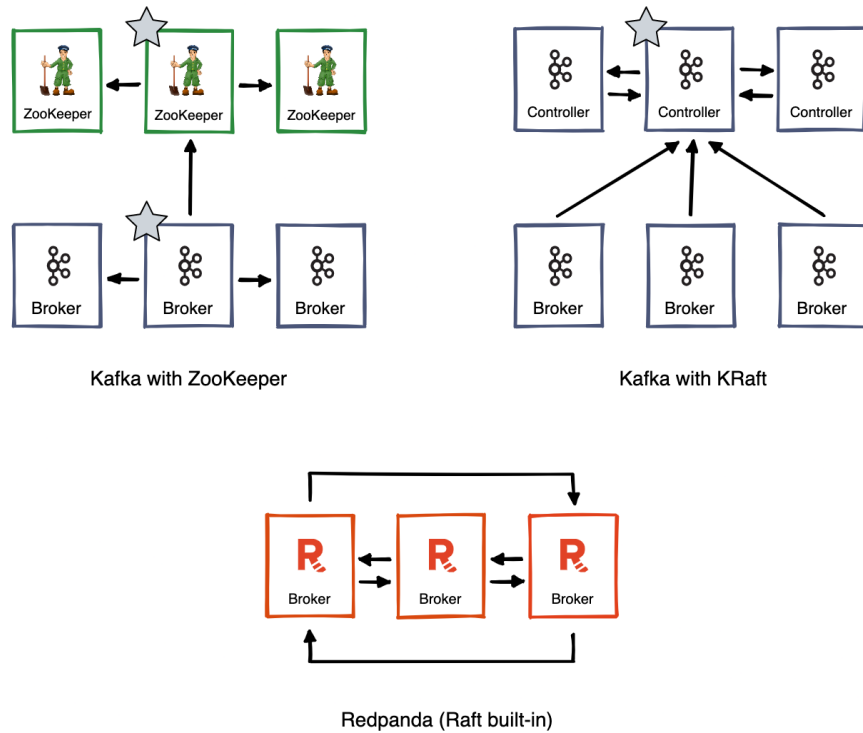 ZooKeeper
ZooKeeper
ZooKeeper
Broker
Broker
Broker
Kafka with ZooKeeper
Controller
Controller
Controller
Broker
Broker
Broker
Kafka with KRaft
R
Broker
R
Broker
R
Broker
Redpanda (Raft built-in)